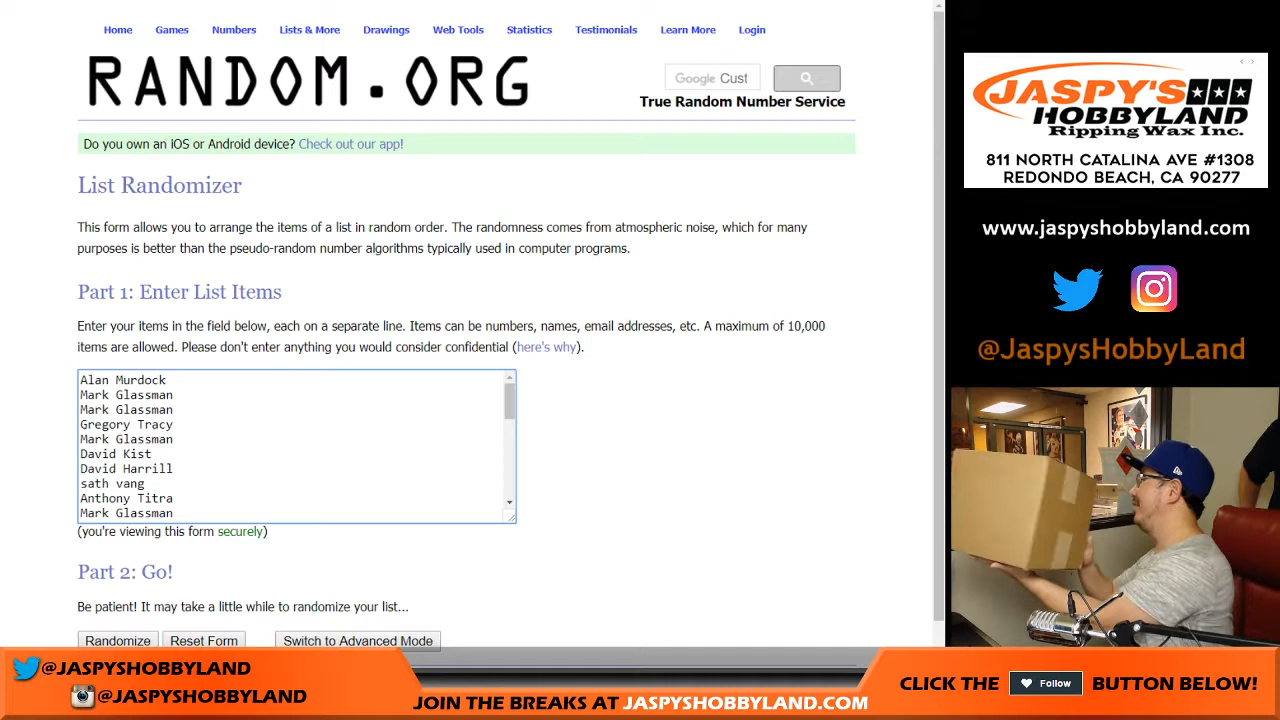 Home Games Numbers Lists & More Drawings Web Tools Statistics Testimonials Learn More Login
RANDOM.ORG
Google Cust
True Random Number Service
Do you own an iOS or Android device? Check out our app!
List Randomizer
This form allows you to arrange the items of a list in random order. The randomness comes from atmospheric noise, which for many
purposes is better than the pseudo-random number algorithms typically used in computer programs.
Part 1: Enter List Items
Enter your items in the field below, each on a separate line. Items can be numbers, names, email addresses, etc. A maximum of 10,000
items are allowed. Please don't enter anything you would consider confidential (here's why).
Alan Murdock
Mark Glassman
Mark Glassman
Gregory Tracy
Mark Glassman
David Kist
David Harrill
sath vang
Anthony Titra
Mark Glassman
(you're viewing this form securely)
Part 2: Go!
Be patient! It may take a little while to randomize your list...
Randomize Reset Form Switch to Advanced Mode
JASPY'S
HOBBYLAND
Ripping Wax Inc.
811 NORTH CATALINA AVE #1308
REDONDO BEACH, CA 90277
www.jaspyshobbyland.com
@JaspysHobbyLand
@JASPYSHOBBYLAND
@JASPYSHOBBYLAND
JOIN THE BREAKS AT JASPYSHOBBYLAND.COM
CLICK THE Follow BUTTON BELOW!